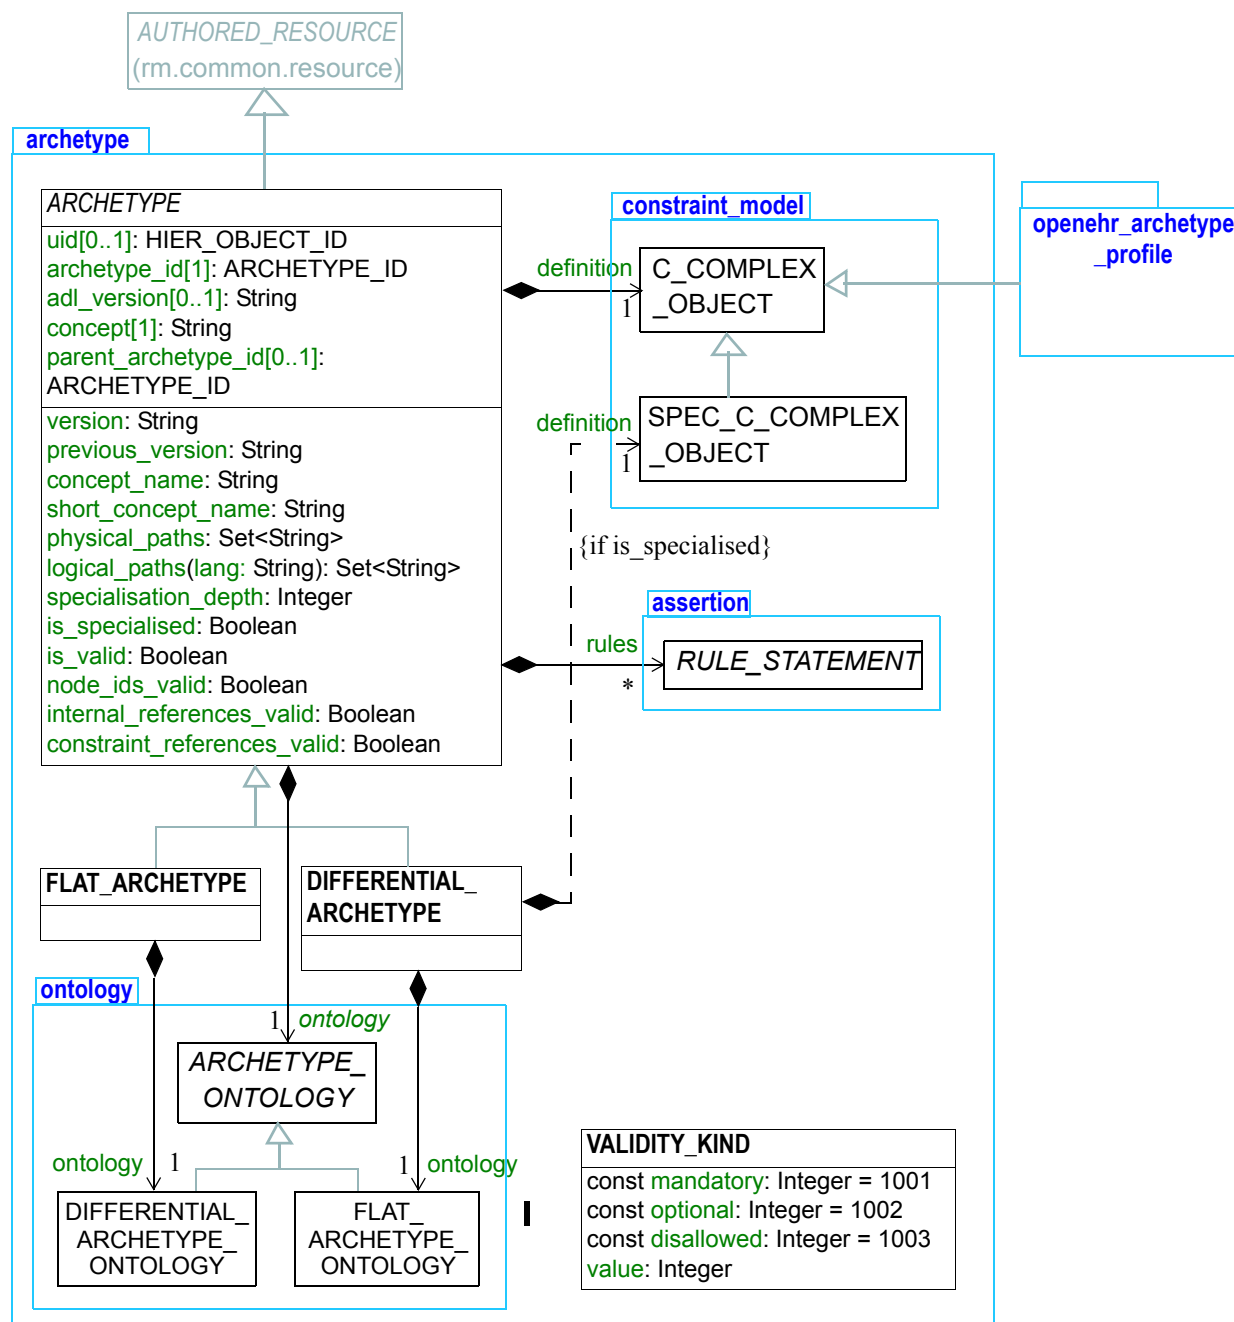 AUTHORED_RESOURCE
(rm.common.resource)
archetype
ARCHETYPE
uid[0..1]: HIER_OBJECT_ID
archetype_id[1]: ARCHETYPE_ID
adl_version[0..1]: String
concept[1]: String
parent_archetype_id[0..1]:
ARCHETYPE_ID
version: String
previous_version: String
concept_name: String
short_concept_name: String
physical_paths: Set<String>
logical_paths(lang: String): Set<String>
specialisation_depth: Integer
is_specialised: Boolean
is_valid: Boolean
node_ids_valid: Boolean
internal_references_valid: Boolean
constraint_references_valid: Boolean
constraint_model
definition
1
C_COMPLEX
_OBJECT
openehr_archetype
_profile
definition
1
SPEC_C_COMPLEX
_OBJECT
{if is_specialised}
assertion
rules
*
RULE_STATEMENT
FLAT_ARCHETYPE
DIFFERENTIAL_
ARCHETYPE
ontology
1 ontology
ARCHETYPE_
ONTOLOGY
ontology 1
1 ontology
DIFFERENTIAL_
ARCHETYPE_
ONTOLOGY
FLAT_
ARCHETYPE_
ONTOLOGY
VALIDITY_KIND
const mandatory: Integer = 1001
const optional: Integer = 1002
const disallowed: Integer = 1003
value: Integer